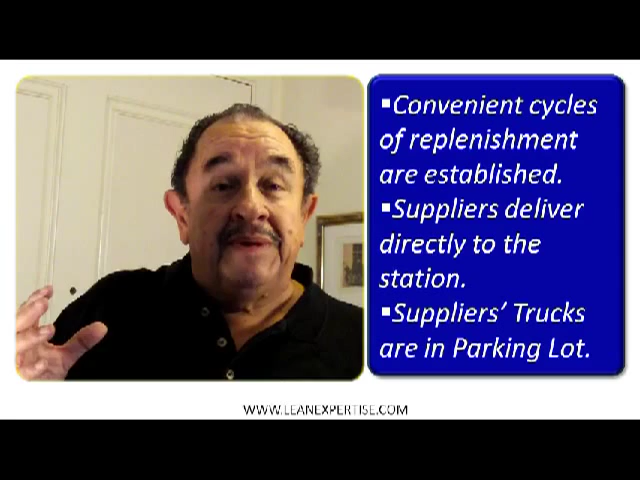 ▪Convenient cycles
of replenishment
are established.
▪Suppliers deliver
directly to the
station.
▪Suppliers’ Trucks
are in Parking Lot.
WWW.LEANEXPERTISE.COM